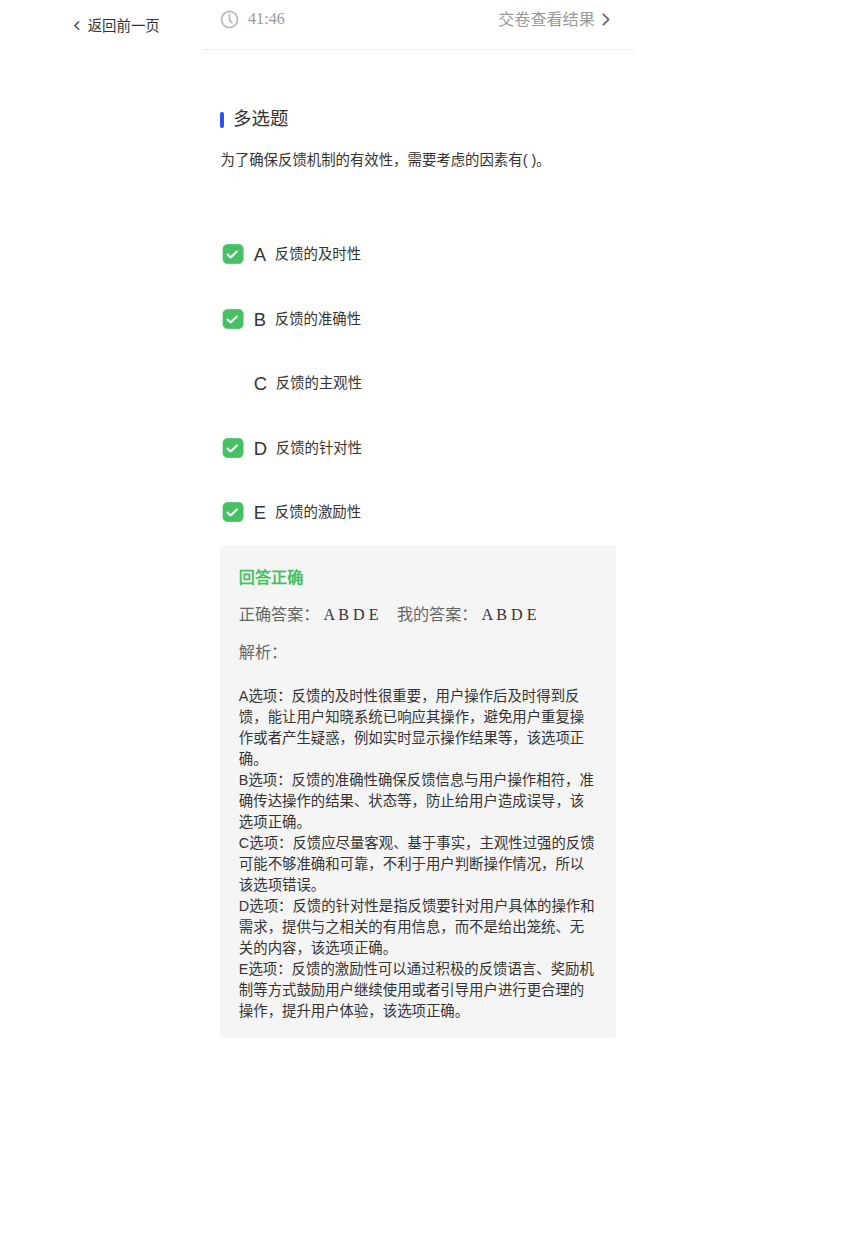 返回前一页
41:46
交卷查看结果
多选题
为了确保反馈机制的有效性，需要考虑的因素有( )。
A 反馈的及时性
B 反馈的准确性
C 反馈的主观性
D 反馈的针对性
E 反馈的激励性
回答正确
正确答案： A B D E 我的答案： A B D E
解析：
A选项：反馈的及时性很重要，用户操作后及时得到反
馈，能让用户知晓系统已响应其操作，避免用户重复操
作或者产生疑惑，例如实时显示操作结果等，该选项正
确。
B选项：反馈的准确性确保反馈信息与用户操作相符，准
确传达操作的结果、状态等，防止给用户造成误导，该
选项正确。
C选项：反馈应尽量客观、基于事实，主观性过强的反馈
可能不够准确和可靠，不利于用户判断操作情况，所以
该选项错误。
D选项：反馈的针对性是指反馈要针对用户具体的操作和
需求，提供与之相关的有用信息，而不是给出笼统、无
关的内容，该选项正确。
E选项：反馈的激励性可以通过积极的反馈语言、奖励机
制等方式鼓励用户继续使用或者引导用户进行更合理的
操作，提升用户体验，该选项正确。